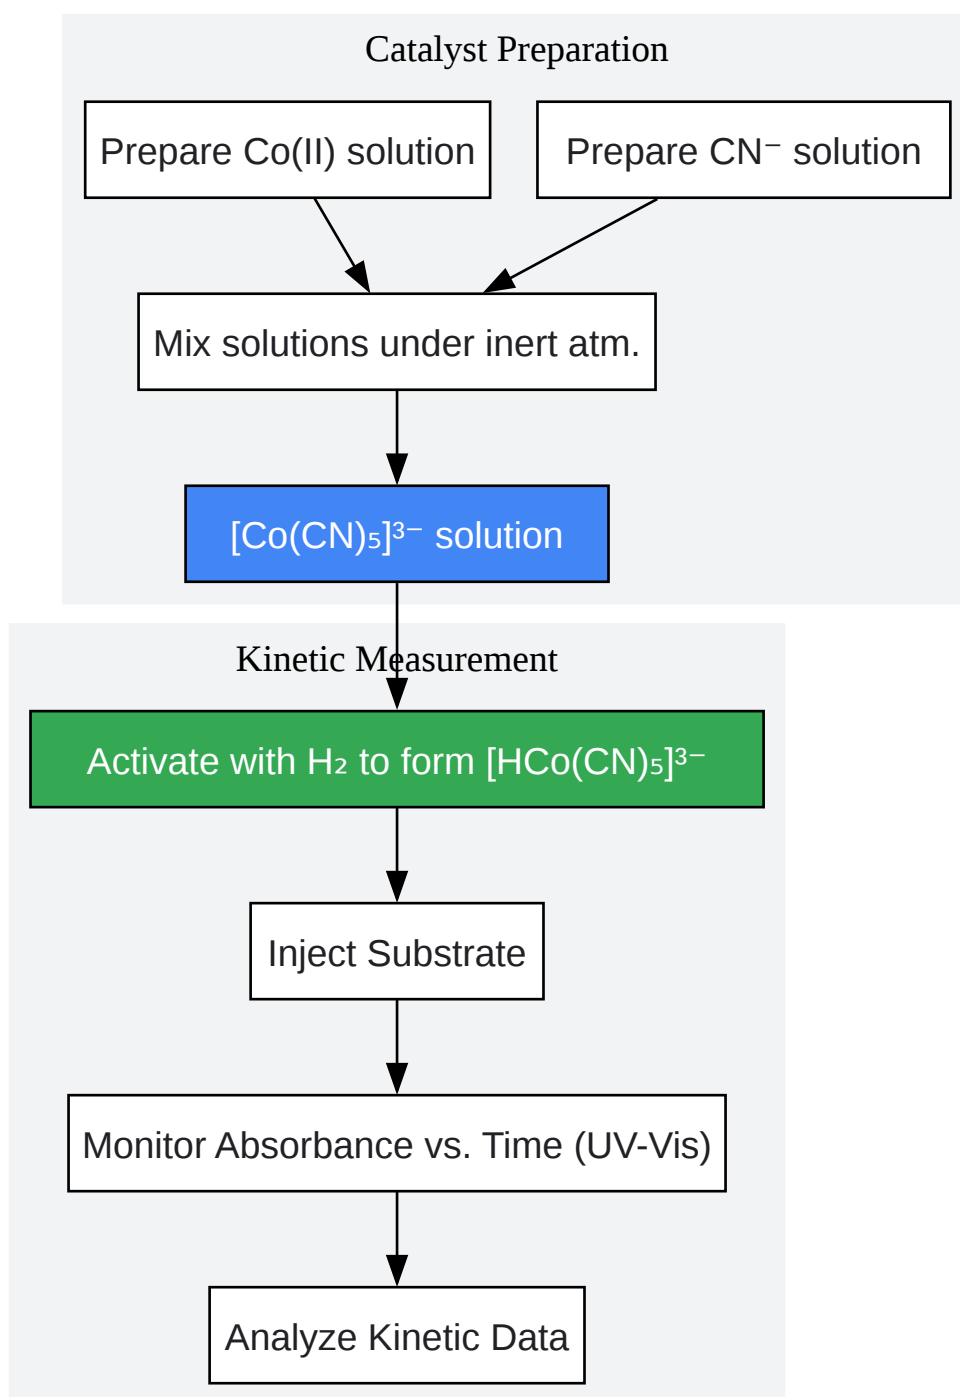 Catalyst Preparation
Prepare Co(II) solution
Prepare CN⁻ solution
Mix solutions under inert atm.
[Co(CN)₅]³⁻ solution
Kinetic Measurement
Activate with H₂ to form [HCo(CN)₅]³⁻
Inject Substrate
Monitor Absorbance vs. Time (UV-Vis)
Analyze Kinetic Data